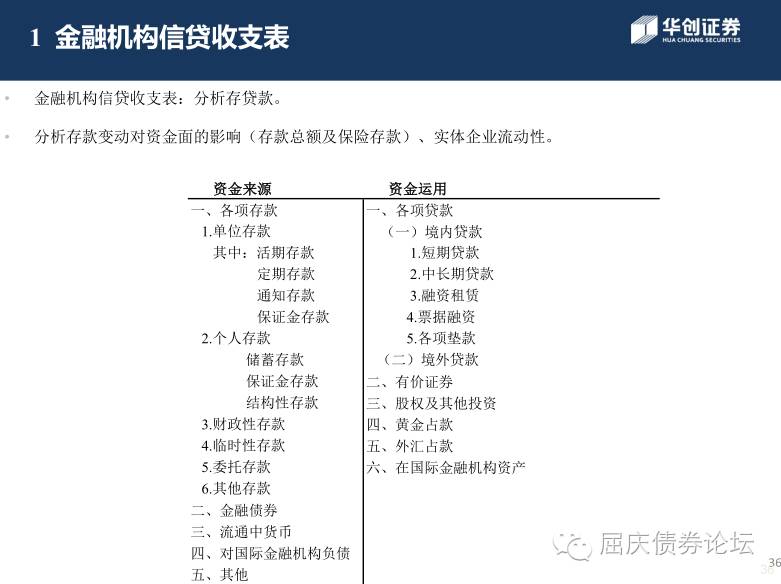 1 金融机构信贷收支表
华创证券
HUA CHUANG SECURITIES
• 金融机构信贷收支表：分析存贷款。
• 分析存款变动对资金面的影响（存款总额及保险存款）、实体企业流动性。
资金来源 资金运用
一、各项存款 一、各项贷款
1.单位存款 （一）境内贷款
其中：活期存款 1.短期贷款
定期存款 2.中长期贷款
通知存款 3.融资租赁
保证金存款 4.票据融资
2.个人存款 5.各项垫款
储蓄存款 （二）境外贷款
保证金存款 二、有价证券
结构性存款 三、股权及其他投资
3.财政性存款 四、黄金占款
4.临时性存款 五、外汇占款
5.委托存款 六、在国际金融机构资产
6.其他存款
二、金融债券
三、流通中货币
四、对国际金融机构负债
五、其他
屈庆债券论坛
36
36